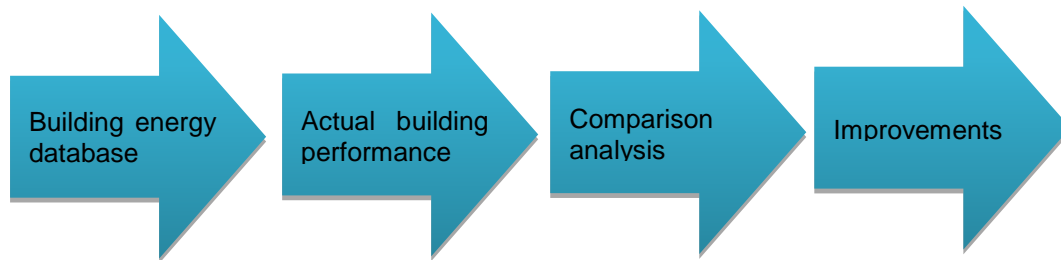 Building energy
database
Actual building
performance
Comparison
analysis
Improvements